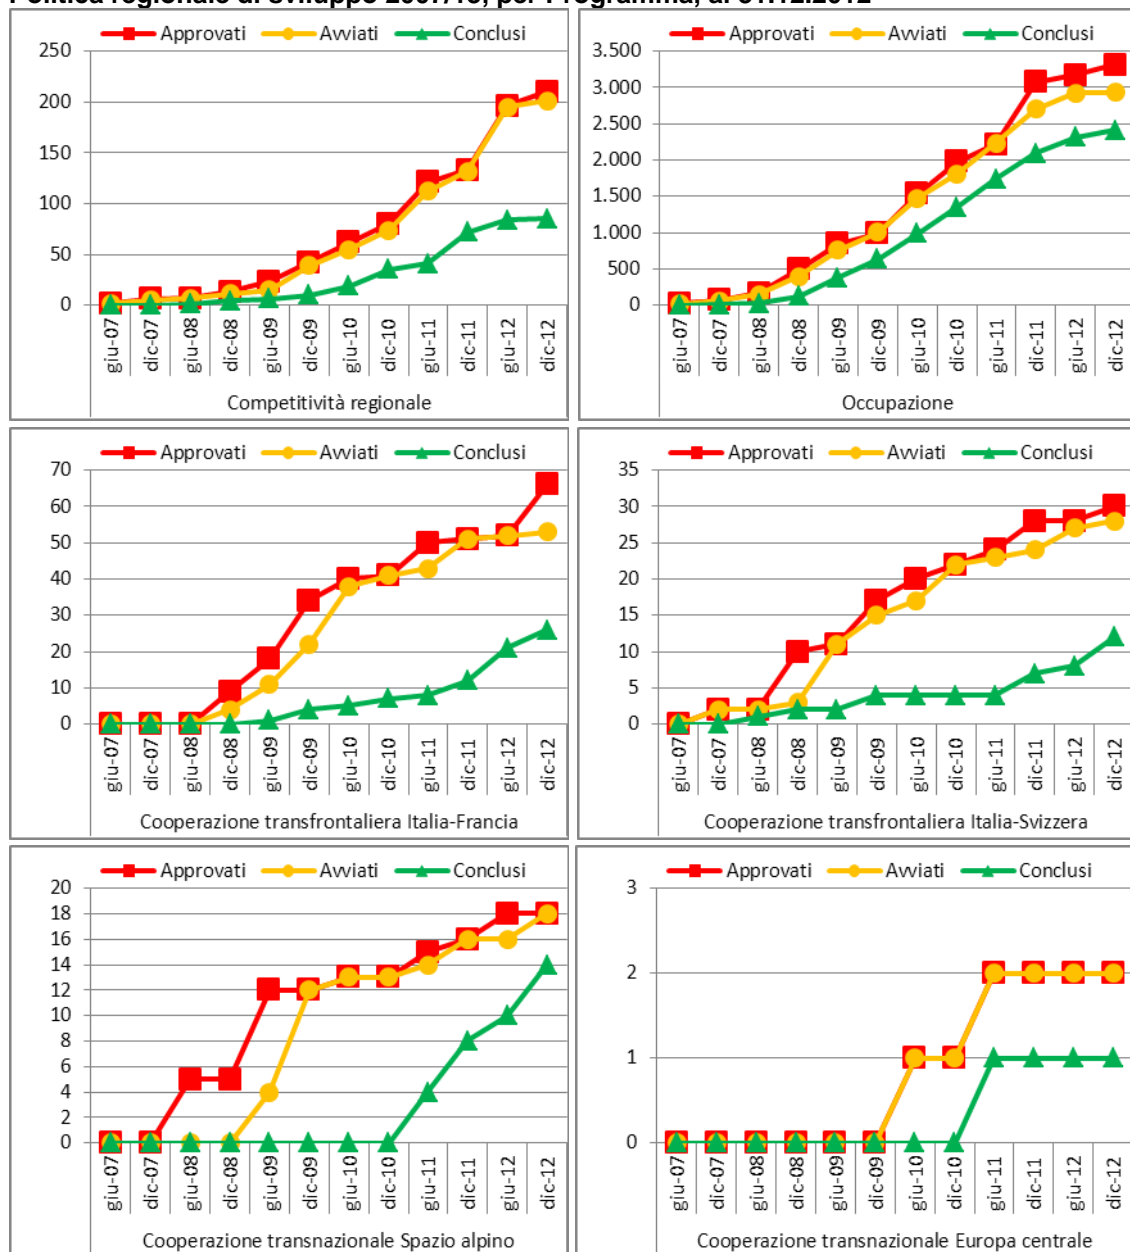 Politica regionale di sviluppo 2007/13, per Programma, al 31.12.2012
Approvati Avviati Conclusi
250
200
150
100
50
0
giu-07 dic-07 giu-08 dic-08 giu-09 dic-09 giu-10 dic-10 giu-11 dic-11 giu-12 dic-12
Competitività regionale
Approvati Avviati Conclusi
3.500
3.000
2.500
2.000
1.500
1.000
500
0
giu-07 dic-07 giu-08 dic-08 giu-09 dic-09 giu-10 dic-10 giu-11 dic-11 giu-12 dic-12
Occupazione
Approvati Avviati Conclusi
70
60
50
40
30
20
10
0
giu-07 dic-07 giu-08 dic-08 giu-09 dic-09 giu-10 dic-10 giu-11 dic-11 giu-12 dic-12
Cooperazione transfrontaliera Italia-Francia
Approvati Avviati Conclusi
35
30
25
20
15
10
5
0
giu-07 dic-07 giu-08 dic-08 giu-09 dic-09 giu-10 dic-10 giu-11 dic-11 giu-12 dic-12
Cooperazione transfrontaliera Italia-Svizzera
Approvati Avviati Conclusi
20
18
16
14
12
10
8
6
4
2
0
giu-07 dic-07 giu-08 dic-08 giu-09 dic-09 giu-10 dic-10 giu-11 dic-11 giu-12 dic-12
Cooperazione transnazionale Spazio alpino
Approvati Avviati Conclusi
3
2
1
0
giu-07 dic-07 giu-08 dic-08 giu-09 dic-09 giu-10 dic-10 giu-11 dic-11 giu-12 dic-12
Cooperazione transnazionale Europa centrale